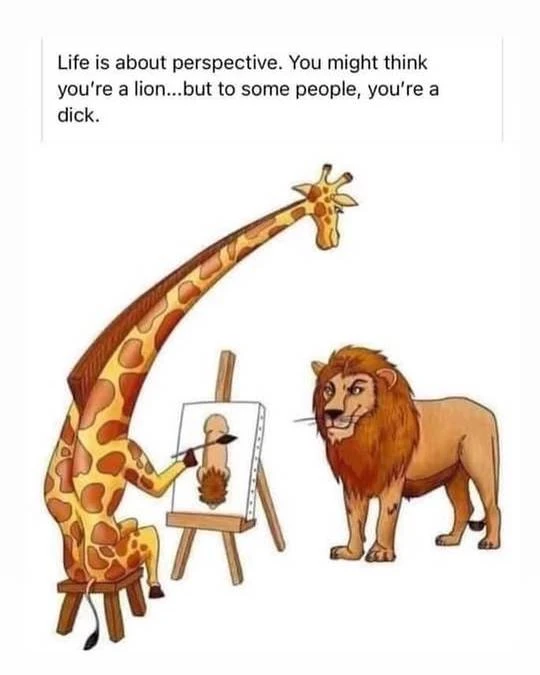 Life is about perspective. You might think
you're a lion...but to some people, you're a
dick.